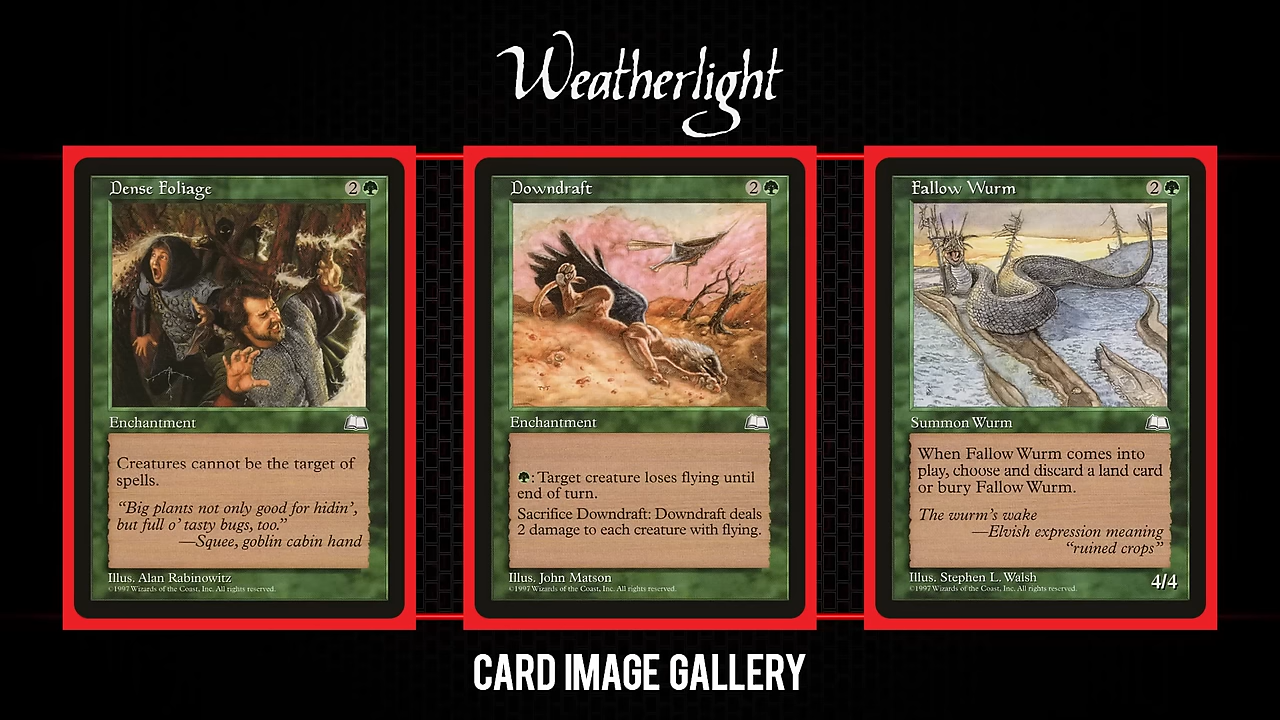 Weatherlight
Dense Foliage 2
Enchantment
Creatures cannot be the target of
spells.
“Big plants not only good for hidin’,
but full o’ tasty bugs, too.”
—Squee, goblin cabin hand
Illus. Alan Rabinowitz
©1997 Wizards of the Coast, Inc. All rights reserved.
Downdraft 2
Enchantment
: Target creature loses flying until
end of turn.
Sacrifice Downdraft: Downdraft deals
2 damage to each creature with flying.
Illus. John Matson
©1997 Wizards of the Coast, Inc. All rights reserved.
Fallow Wurm 2
Summon Wurm
When Fallow Wurm comes into
play, choose and discard a land card
or bury Fallow Wurm.
The wurm’s wake
—Elvish expression meaning
“ruined crops”
Illus. Stephen L. Walsh
©1997 Wizards of the Coast, Inc. All rights reserved.
4/4
CARD IMAGE GALLERY